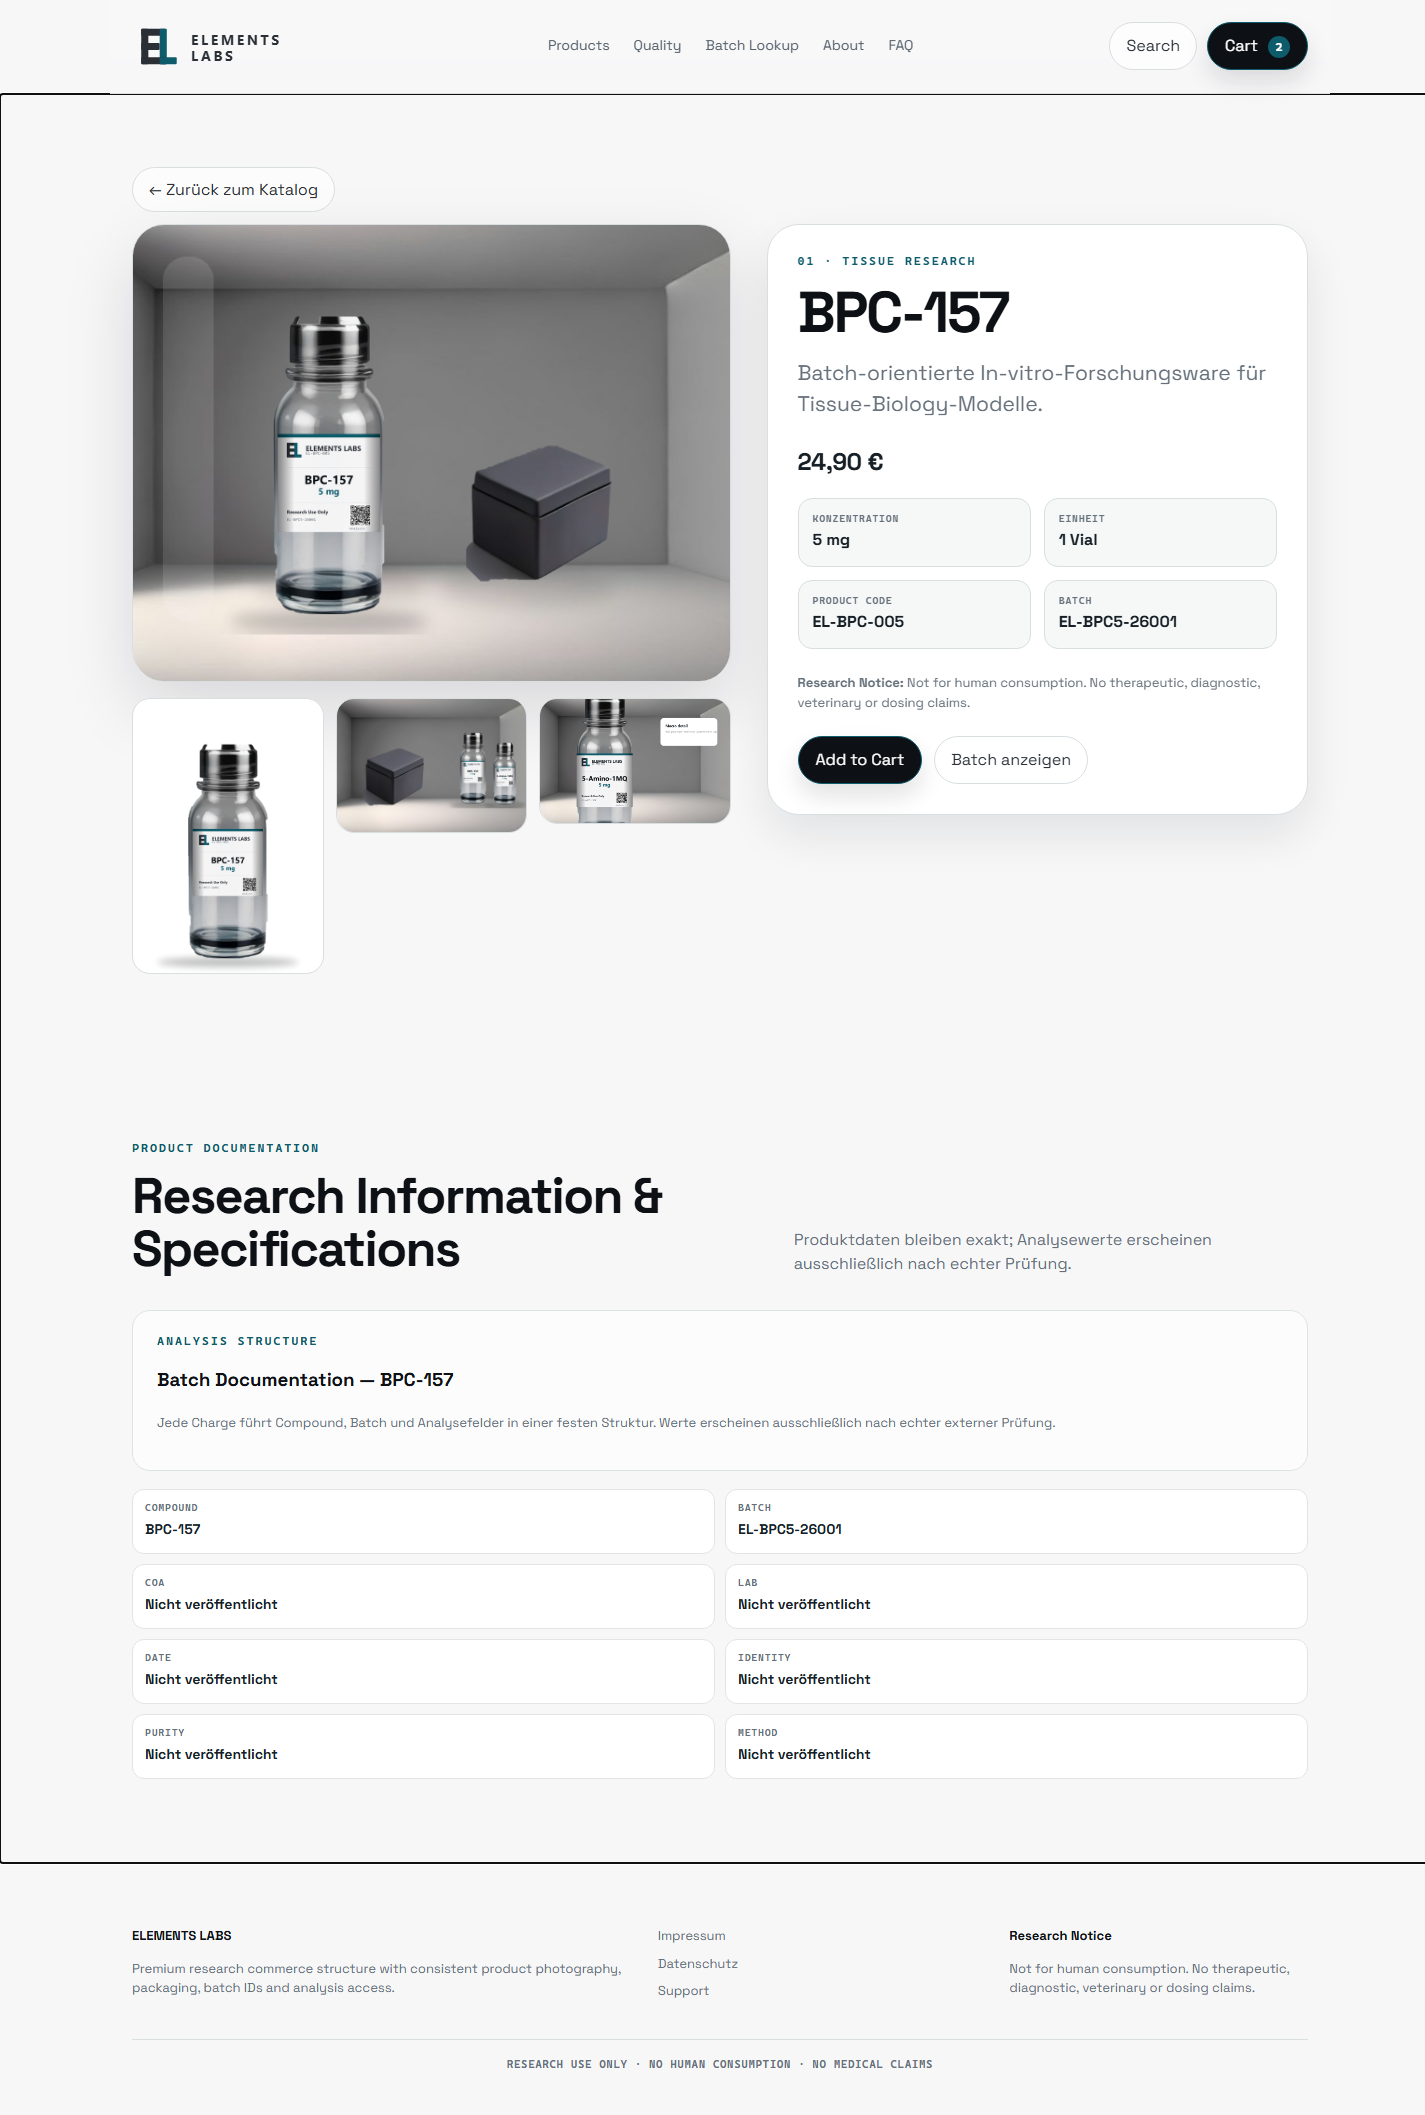 ELEMENTS
LABS
Products
Quality
Batch Lookup
About
FAQ
Search
Cart 2
← Zurück zum Katalog
ELEMENTS LABS
BPC-157
5 mg
Research Use Only
ELEMENTS LABS
BPC-157
5 mg
Macro detail
ELEMENTS LABS
5-Amino-1MQ
5 mg
01 · TISSUE RESEARCH
BPC-157
Batch-orientierte In-vitro-Forschungsware für
Tissue-Biology-Modelle.
24,90 €
KONZENTRATION
5 mg
EINHEIT
1 Vial
PRODUCT CODE
EL-BPC-005
BATCH
EL-BPC5-26001
Research Notice: Not for human consumption. No therapeutic, diagnostic,
veterinary or dosing claims.
Add to Cart
Batch anzeigen
PRODUCT DOCUMENTATION
Research Information &
Specifications
Produktdaten bleiben exakt; Analysewerte erscheinen
ausschließlich nach echter Prüfung.
ANALYSIS STRUCTURE
Batch Documentation — BPC-157
Jede Charge führt Compound, Batch und Analysefelder in einer festen Struktur. Werte erscheinen ausschließlich nach echter externer Prüfung.
COMPOUND
BPC-157
BATCH
EL-BPC5-26001
COA
Nicht veröffentlicht
LAB
Nicht veröffentlicht
DATE
Nicht veröffentlicht
IDENTITY
Nicht veröffentlicht
PURITY
Nicht veröffentlicht
METHOD
Nicht veröffentlicht
ELEMENTS LABS
Premium research commerce structure with consistent product photography,
packaging, batch IDs and analysis access.
Impressum
Datenschutz
Support
Research Notice
Not for human consumption. No therapeutic,
diagnostic, veterinary or dosing claims.
RESEARCH USE ONLY · NO HUMAN CONSUMPTION · NO MEDICAL CLAIMS